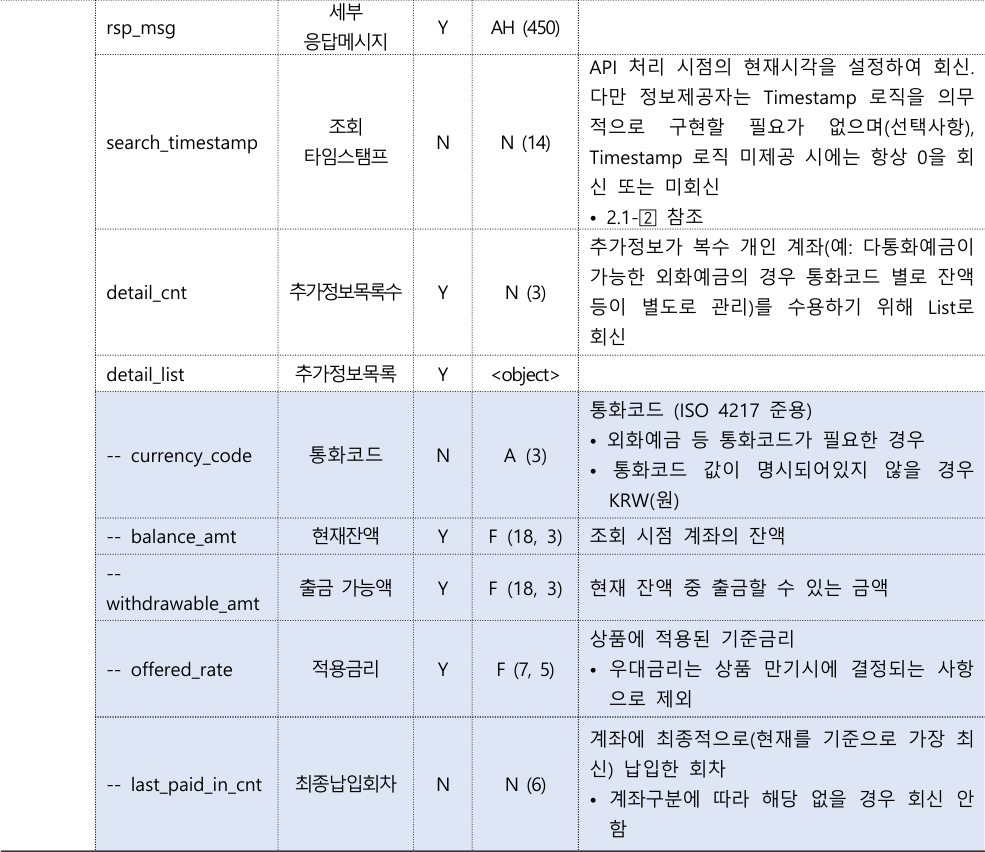 rsp_msg
세부
응답메시지
Y
AH (450)
search_timestamp
조회
타임스탬프
N
N (14)
API 처리 시점의 현재시각을 설정하여 회신.
다만 정보제공자는 Timestamp 로직을 의무
적으로 구현할 필요가 없으며(선택사항),
Timestamp 로직 미제공 시에는 항상 0을 회
신 또는 미회신
• 2.1-2 참조
detail_cnt
추가정보목록수
Y
N (3)
추가정보가 복수 개인 계좌(예: 다통화예금이
가능한 외화예금의 경우 통화코드 별로 잔액
등이 별도로 관리)를 수용하기 위해 List로
회신
detail_list
추가정보목록
Y
<object>
-- currency_code
통화코드
N
A (3)
통화코드 (ISO 4217 준용)
• 외화예금 등 통화코드가 필요한 경우
• 통화코드 값이 명시되어있지 않을 경우
KRW(원)
-- balance_amt
현재잔액
Y
F (18, 3)
조회 시점 계좌의 잔액
--
withdrawable_amt
출금 가능액
Y
F (18, 3)
현재 잔액 중 출금할 수 있는 금액
-- offered_rate
적용금리
Y
F (7, 5)
상품에 적용된 기준금리
• 우대금리는 상품 만기시에 결정되는 사항
으로 제외
-- last_paid_in_cnt
최종납입회차
N
N (6)
계좌에 최종적으로(현재를 기준으로 가장 최
신) 납입한 회차
• 계좌구분에 따라 해당 없을 경우 회신 안
함